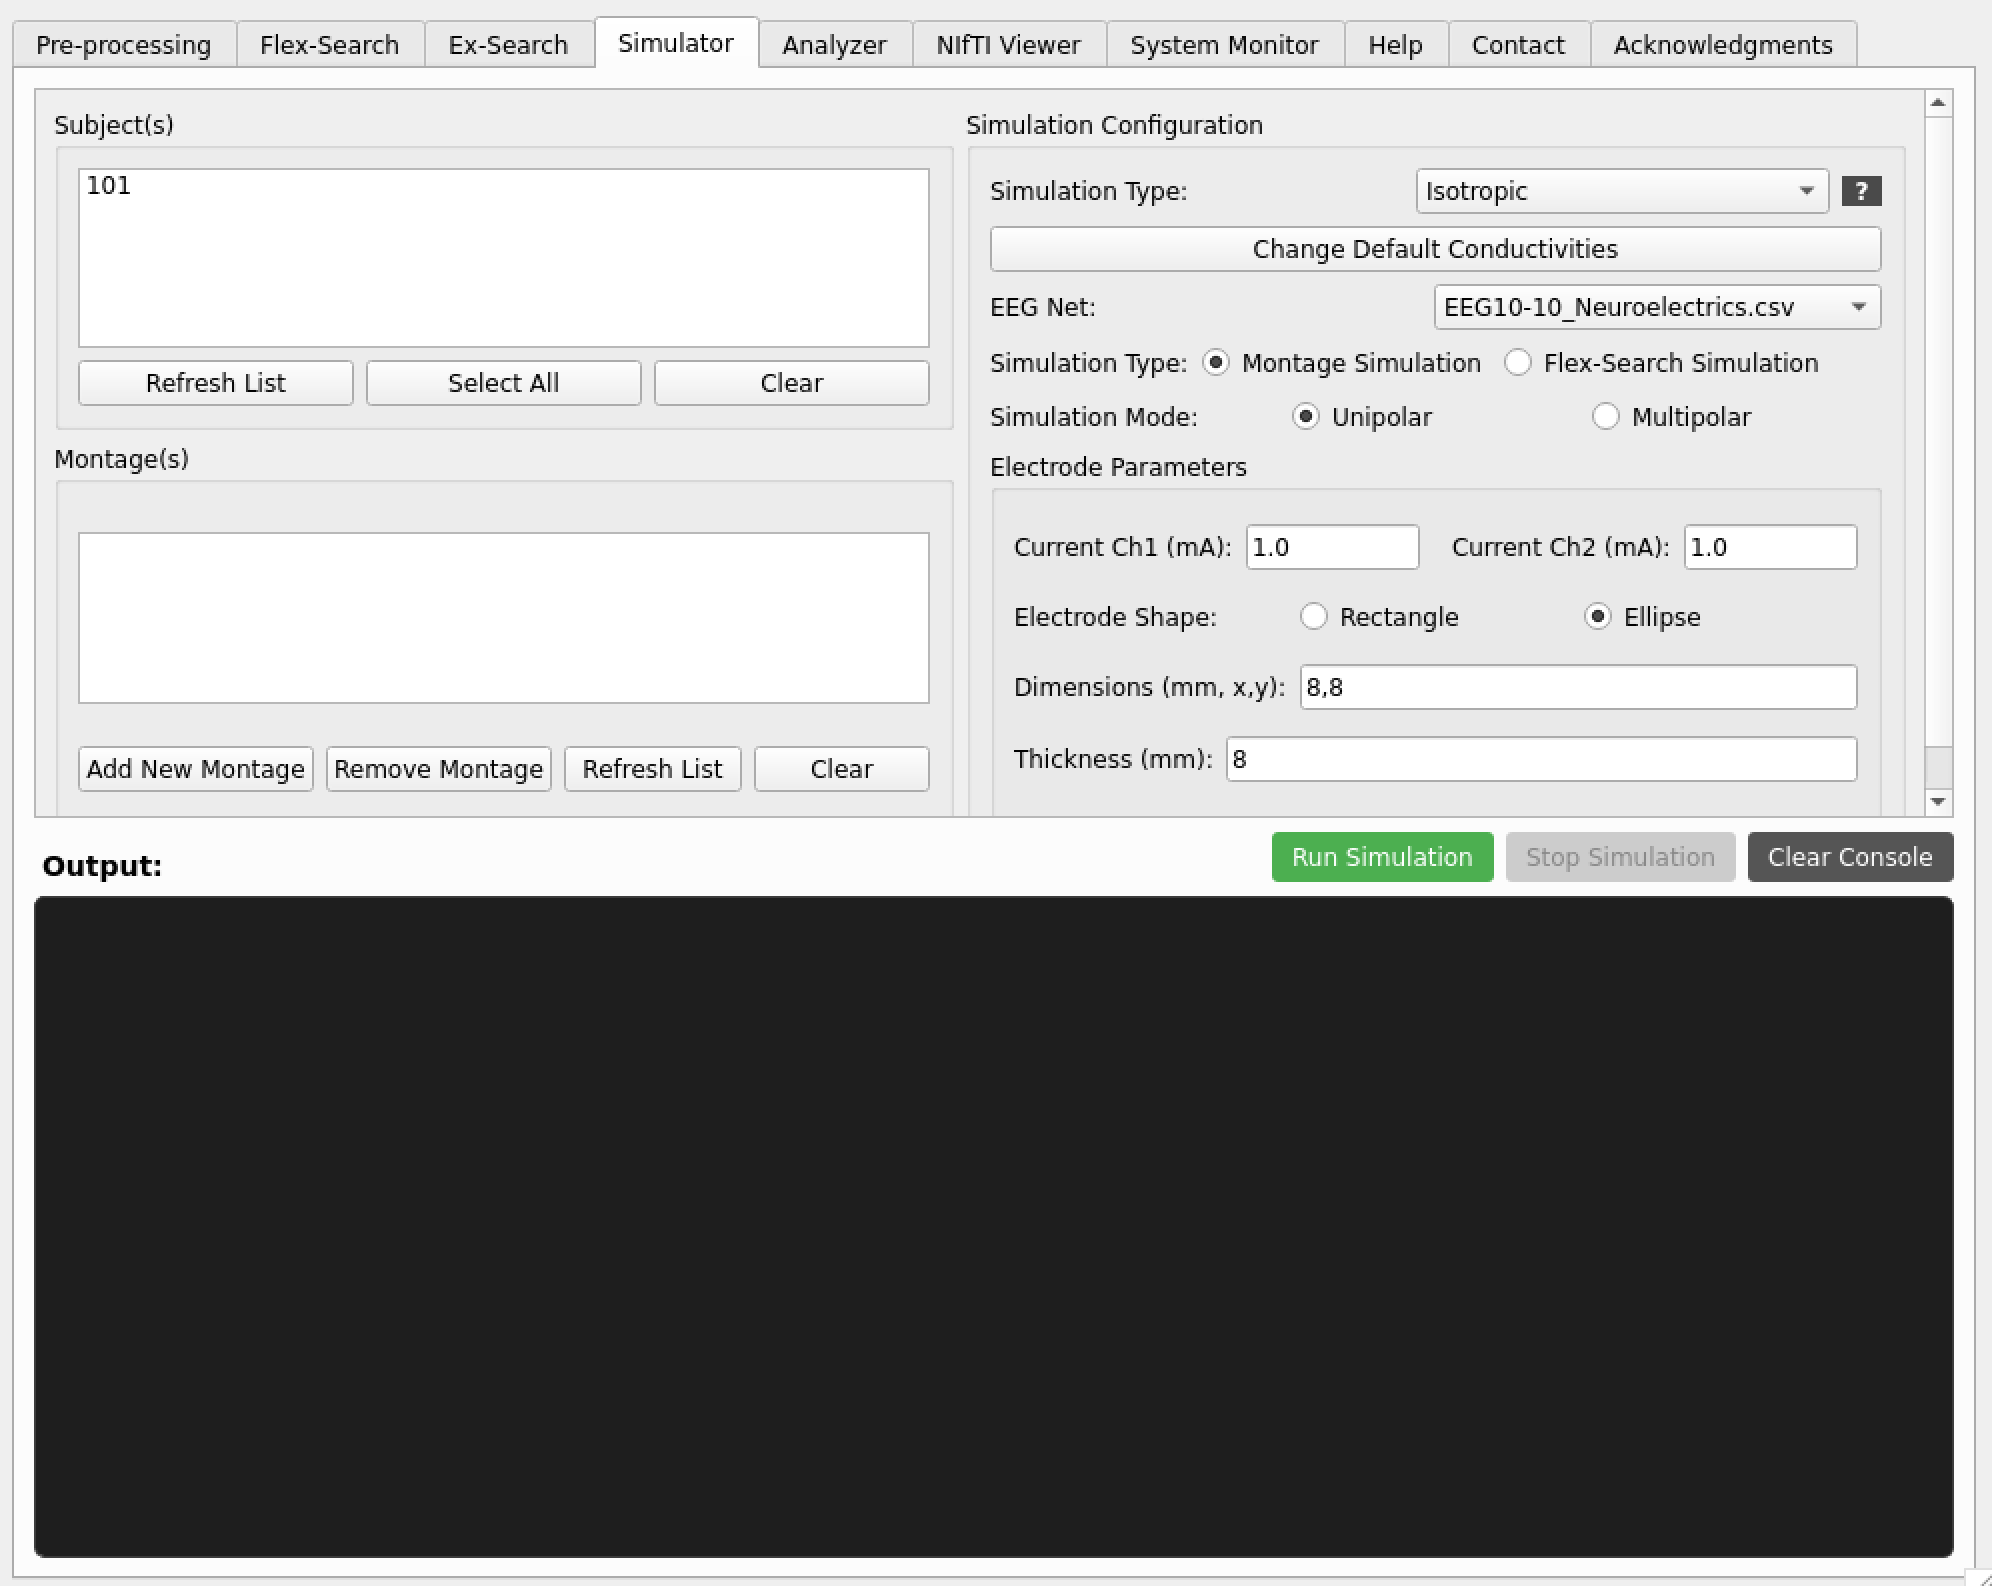 Pre-processing Flex-Search Ex-Search Simulator Analyzer NIfTI Viewer System Monitor Help Contact Acknowledgments
Subject(s)
101
Refresh List Select All Clear
Montage(s)
Add New Montage Remove Montage Refresh List Clear
Simulation Configuration
Simulation Type: Isotropic ?
Change Default Conductivities
EEG Net: EEG10-10_Neuroelectrics.csv
Simulation Type: Montage Simulation Flex-Search Simulation
Simulation Mode: Unipolar Multipolar
Electrode Parameters
Current Ch1 (mA): 1.0 Current Ch2 (mA): 1.0
Electrode Shape: Rectangle Ellipse
Dimensions (mm, x,y): 8,8
Thickness (mm): 8
Output: Run Simulation Stop Simulation Clear Console